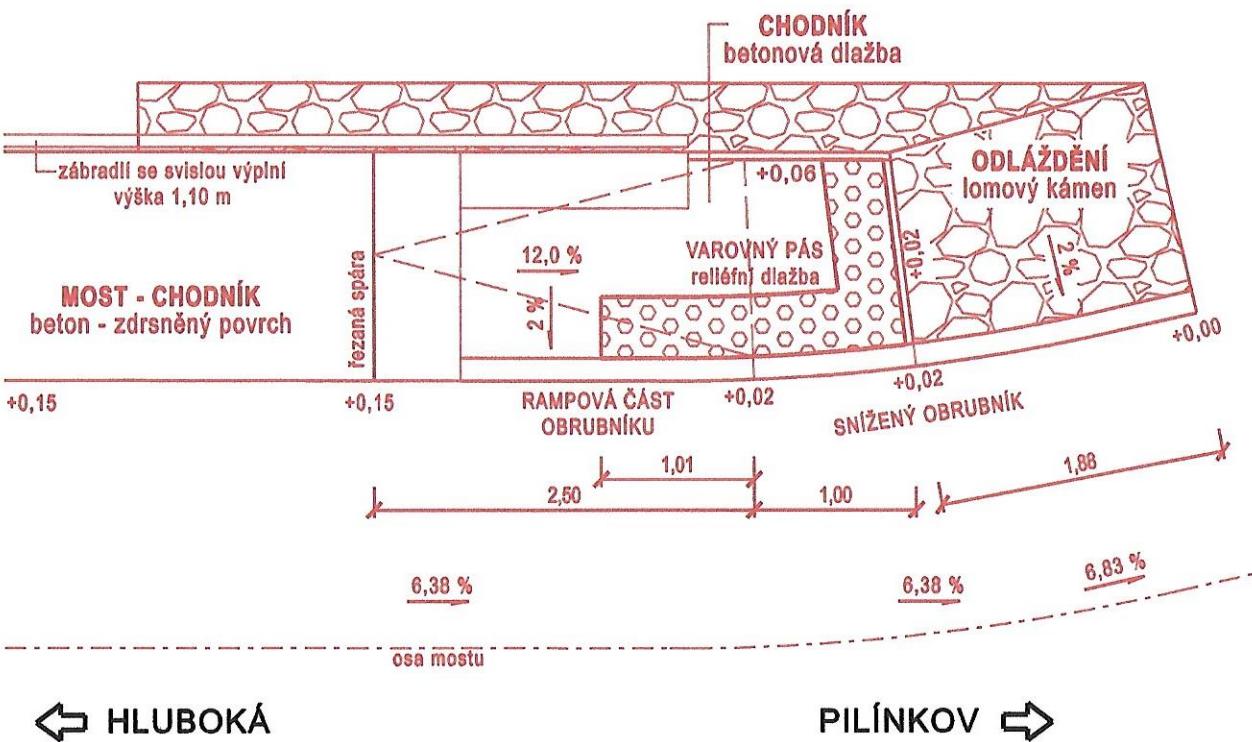 CHODNÍK
betonová dlažba
zábradlí se svislou výplní
výška 1,10 m
ODLÁŽDĚNÍ
lomový kámen
+0,06
+0,02
2 %
VAROVNÝ PÁS
reliéfní dlažba
12,0 %
2 %
řezaná spára
MOST - CHODNÍK
beton - zdrsněný povrch
+0,00
+0,15
+0,15
RAMPOVÁ ČÁST
OBRUBNÍKU
+0,02
+0,02
SNÍŽENÝ OBRUBNÍK
1,01
2,50
1,00
1,88
6,38 %
6,38 %
6,83 %
osa mostu
HLUBOKÁ
PILÍNKOV